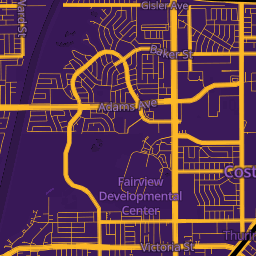 Gisler Ave
Baker St
Adams Ave
Cost
Fairview
Developmental
Center
Victoria St